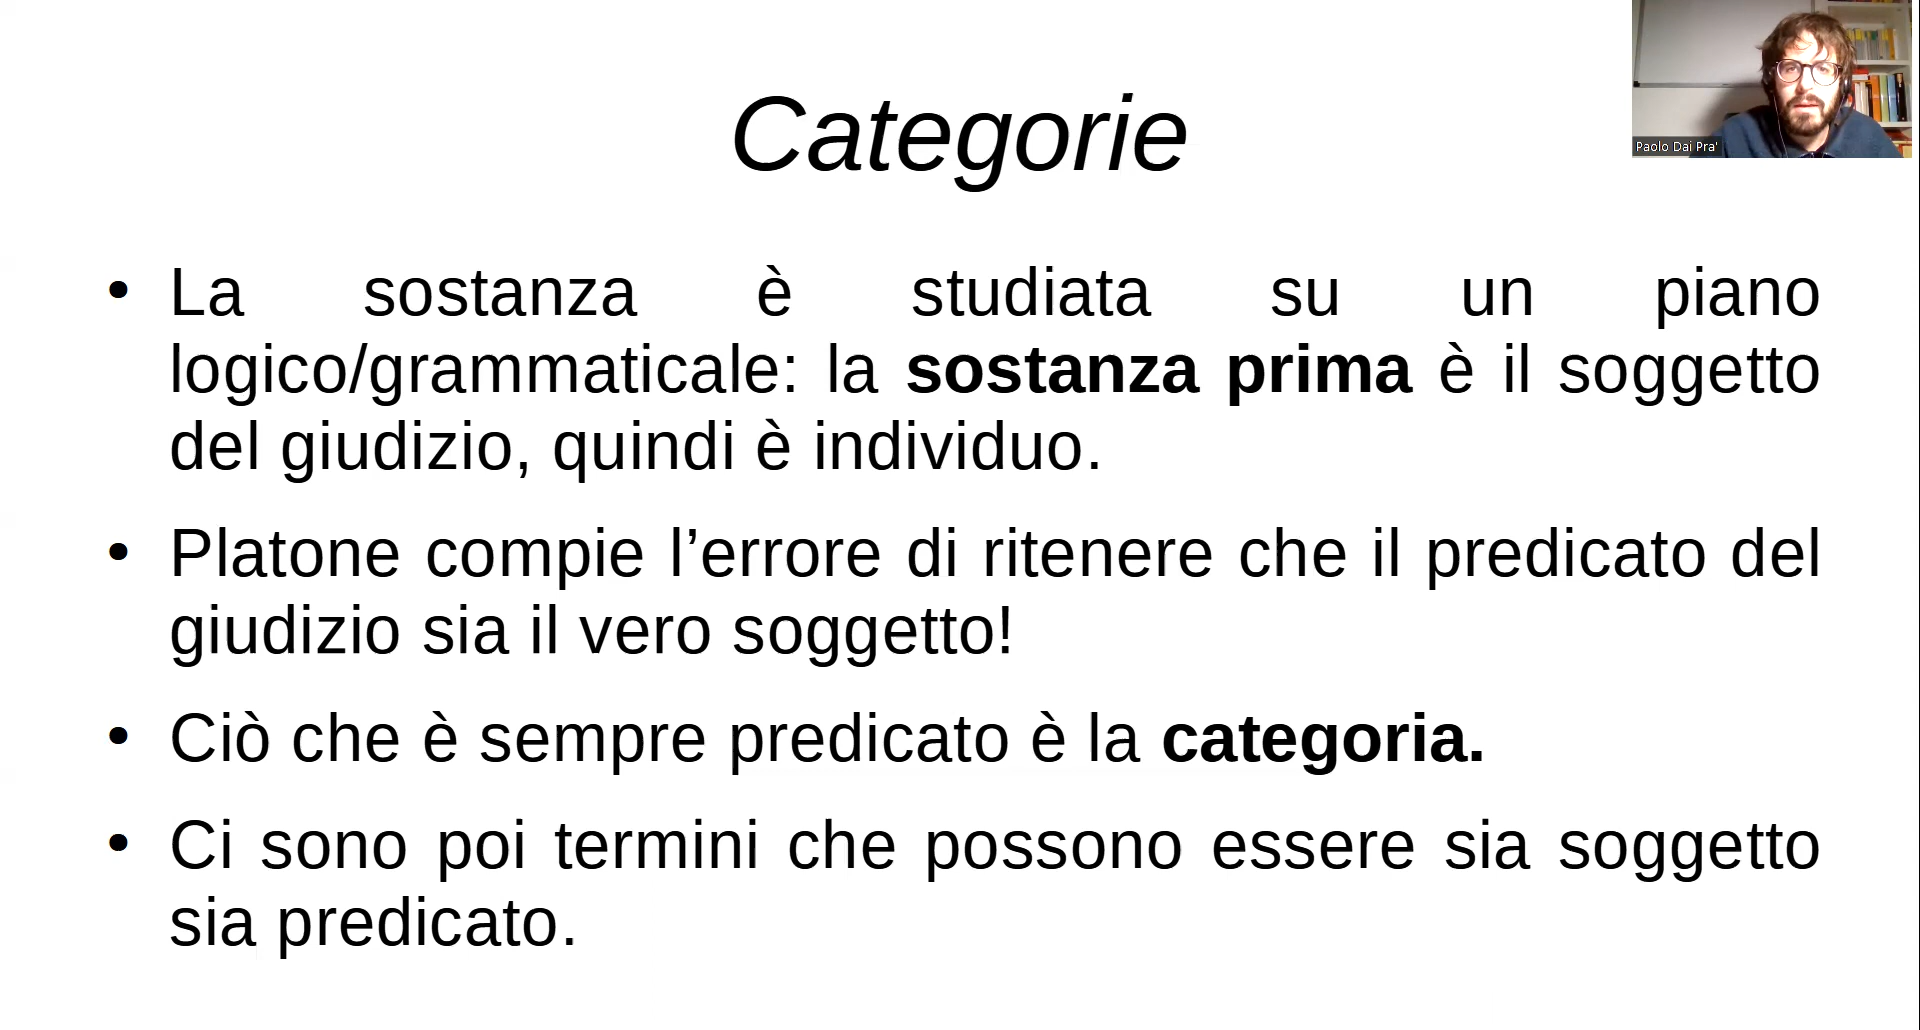 Categorie
Paolo Dai Pra'
• La sostanza è studiata su un piano
logico/grammaticale: la sostanza prima è il soggetto
del giudizio, quindi è individuo.
• Platone compie l’errore di ritenere che il predicato del
giudizio sia il vero soggetto!
• Ciò che è sempre predicato è la categoria.
• Ci sono poi termini che possono essere sia soggetto
sia predicato.